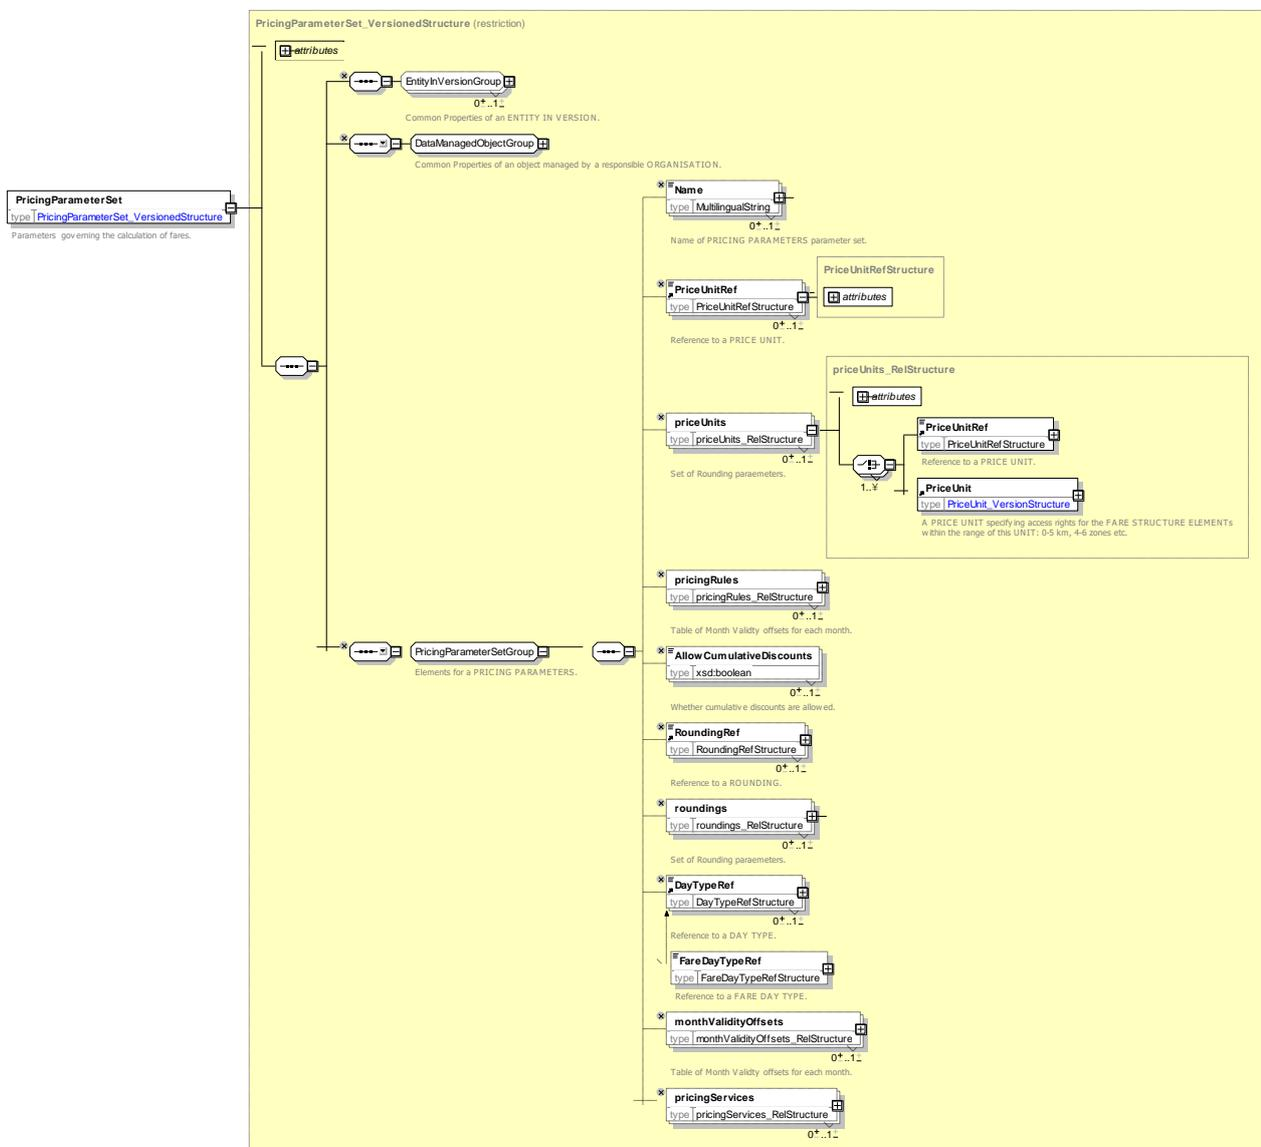 PricingParameterSet_VersionedStructure (restriction)
attributes
EntityInVersionGroup
0..1
Common Properties of an ENTITY IN VERSION.
DataManagedObjectGroup
Common Properties of an object managed by a responsible ORGANISATION.
PricingParameterSet
type PricingParameterSet_VersionedStructure
Parameters governing the calculation of fares.
Name
type MultilingualString
0..1
Name of PRICING PARAMETERS parameter set.
PriceUnitRefStructure
attributes
PriceUnitRef
type PriceUnitRefStructure
0..1
Reference to a PRICE UNIT.
priceUnits_RelStructure
attributes
priceUnits
type priceUnits_RelStructure
0..1
Set of Rounding paraemeters.
PriceUnitRef
type PriceUnitRefStructure
Reference to a PRICE UNIT.
1..¥
PriceUnit
type PriceUnit_VersionStructure
A PRICE UNIT specifying access rights for the FARE STRUCTURE ELEMENTs
within the range of this UNIT: 0-5 km, 4-6 zones etc.
pricingRules
type pricingRules_RelStructure
0..1
Table of Month Validty offsets for each month.
PricingParameterSetGroup
Elements for a PRICING PARAMETERS.
AllowCumulativeDiscounts
type xsd:boolean
0..1
Whether cumulative discounts are allowed.
RoundingRef
type RoundingRefStructure
0..1
Reference to a ROUNDING.
roundings
type roundings_RelStructure
0..1
Set of Rounding paraemeters.
DayTypeRef
type DayTypeRefStructure
0..1
Reference to a DAY TYPE.
FareDayTypeRef
type FareDayTypeRefStructure
Reference to a FARE DAY TYPE.
monthValidityOffsets
type monthValidityOffsets_RelStructure
0..1
Table of Month Validty offsets for each month.
pricingServices
type pricingServices_RelStructure
0..1